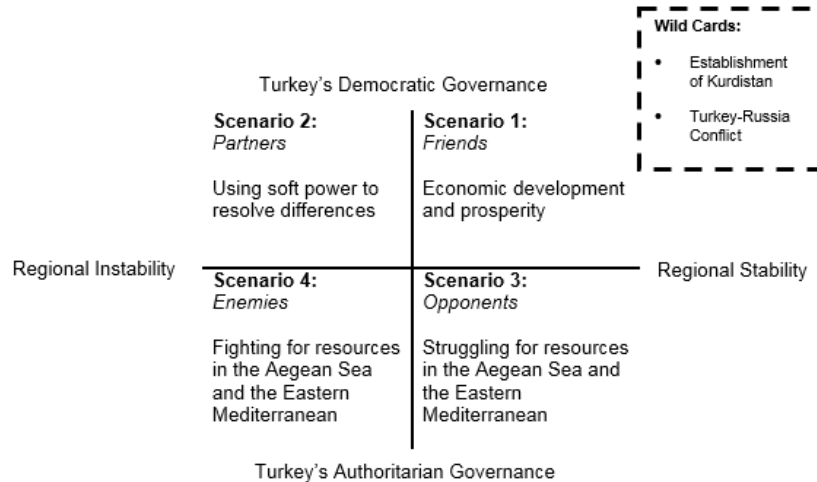 Wild Cards:
• Establishment
of Kurdistan
• Turkey-Russia
Conflict
Turkey's Democratic Governance
Scenario 2:
Partners
Using soft power to
resolve differences
Scenario 1:
Friends
Economic development
and prosperity
Regional Instability
Regional Stability
Scenario 4:
Enemies
Fighting for resources
in the Aegean Sea
and the Eastern
Mediterranean
Scenario 3:
Opponents
Struggling for resources
in the Aegean Sea and
the Eastern
Mediterranean
Turkey's Authoritarian Governance